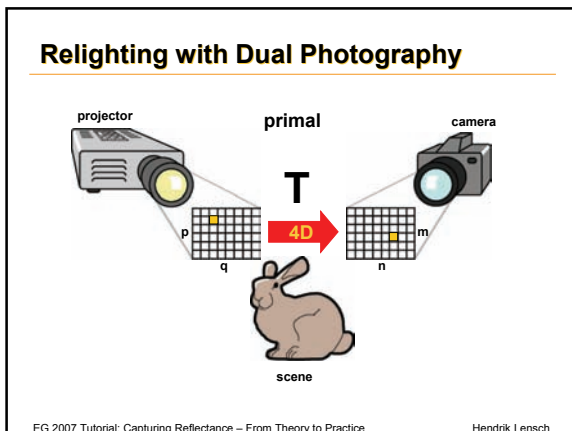 Relighting with Dual Photography
projector
primal
camera
T
4D
p
q
m
n
scene
EG 2007 Tutorial: Capturing Reflectance – From Theory to Practice
Hendrik Lensch